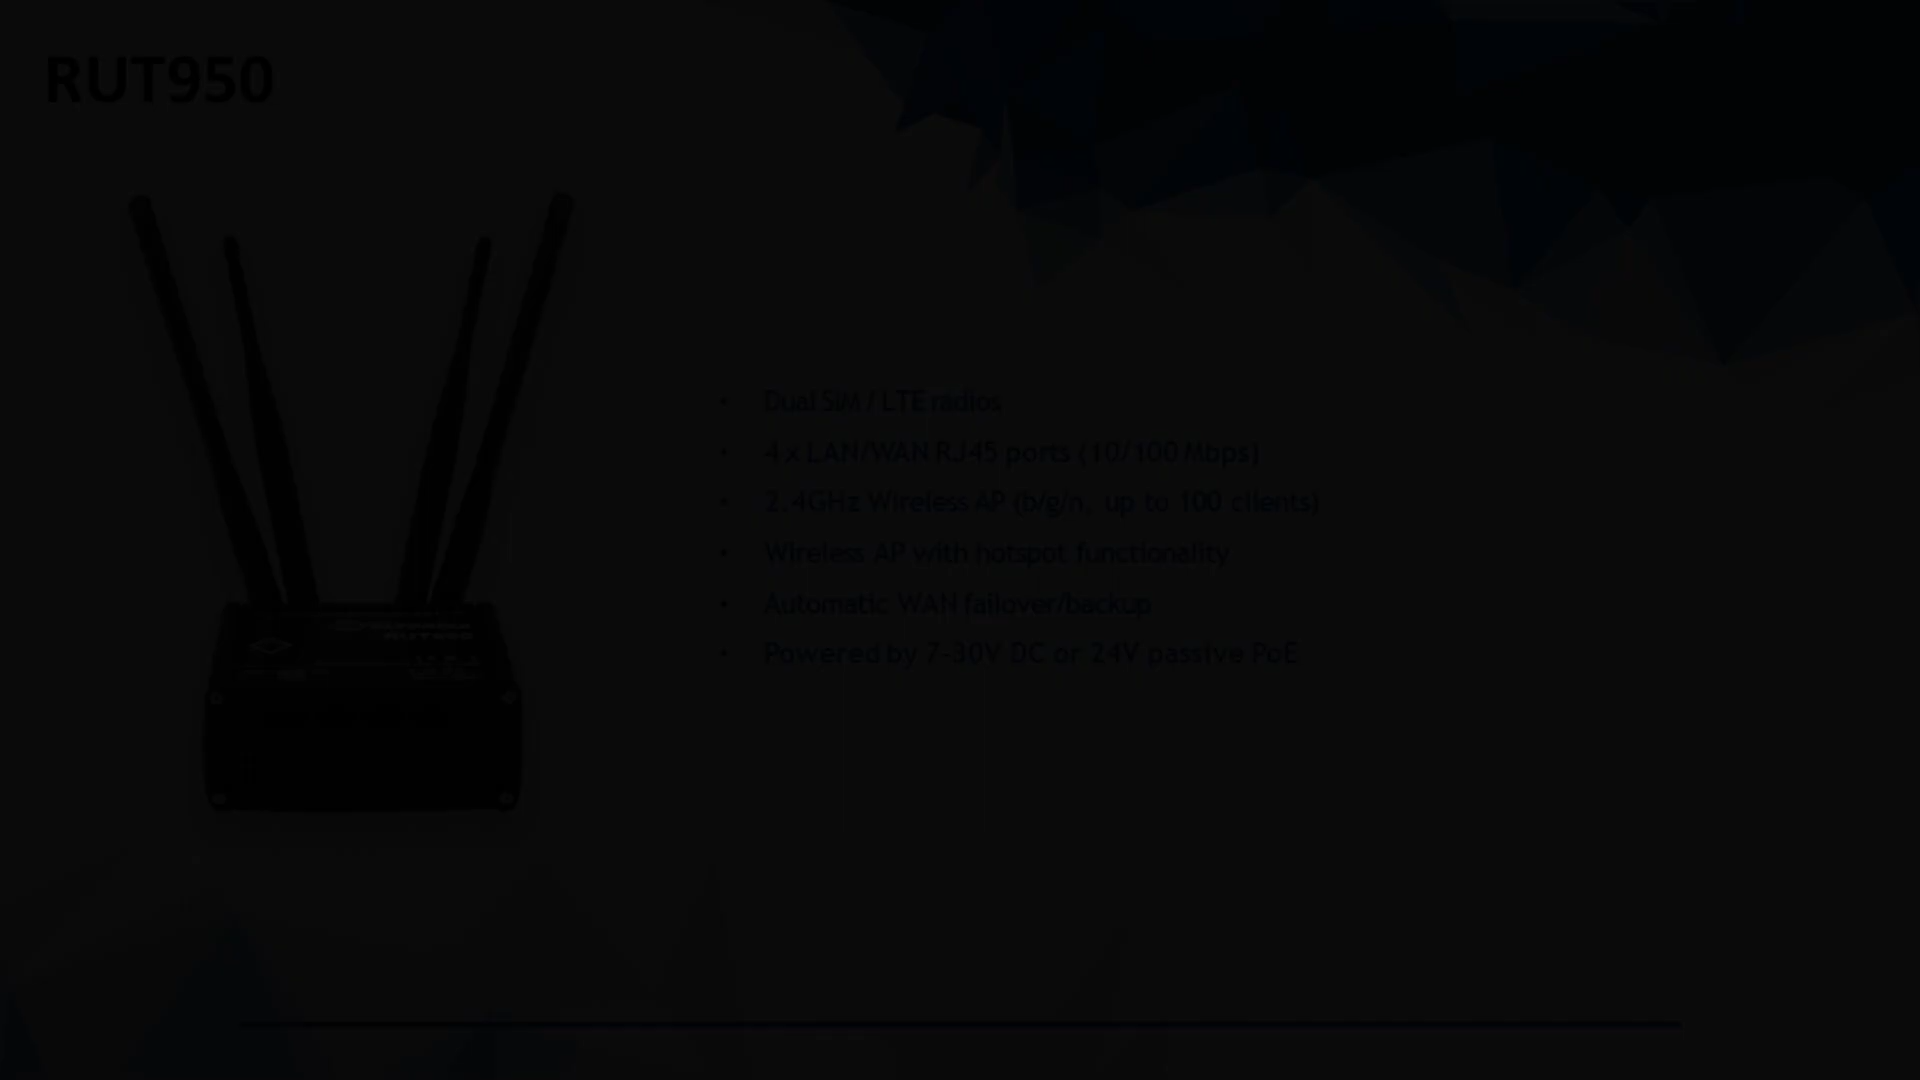 RUT950
• Dual SIM / LTE radios
• 4 x LAN/WAN RJ45 ports (10/100 Mbps)
• 2.4GHz Wireless AP (b/g/n, up to 100 clients)
• Wireless AP with hotspot functionality
• Automatic WAN failover/backup
• Powered by 7-30V DC or 24V passive PoE
RUT950